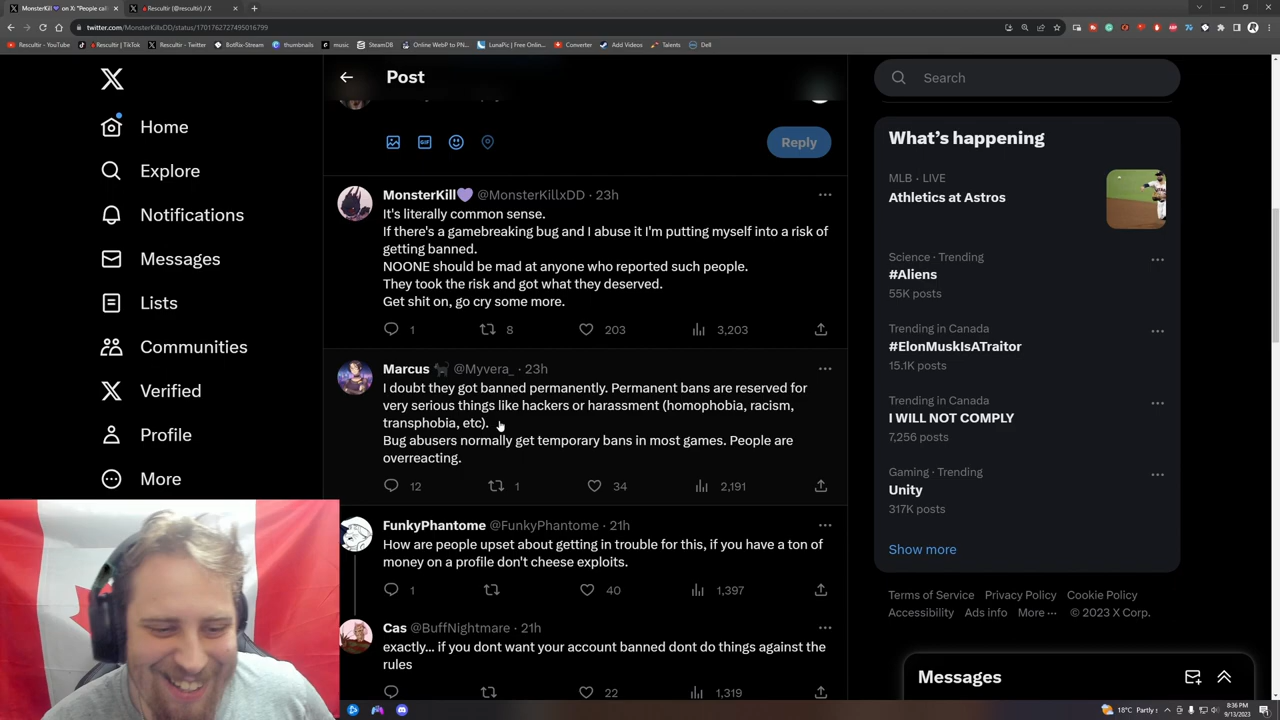 MonsterKill💜 on X: "People cal
Rescultir (@rescultir) / X
twitter.com/MonsterKillxDD/status/1701762727495016799
Rescultir - YouTube
Rescultir | TikTok
Rescultir - Twitter
BotRix-Stream
thumbnails
music
SteamDB
Online WebP to PN...
LunaPic | Free Onlin...
Converter
Add Videos
Talents
Dell
Home
Explore
Notifications
Messages
Lists
Communities
Verified
Profile
More
Post
Reply
MonsterKill💜 @MonsterKillxDD · 23h
It's literally common sense.
If there's a gamebreaking bug and I abuse it I'm putting myself into a risk of
getting banned.
NOONE should be mad at anyone who reported such people.
They took the risk and got what they deserved.
Get shit on, go cry some more.
1 8 203 3,203
Marcus 🐈‍⬛ @Myvera_ · 23h
I doubt they got banned permanently. Permanent bans are reserved for
very serious things like hackers or harassment (homophobia, racism,
transphobia, etc).
Bug abusers normally get temporary bans in most games. People are
overreacting.
12 1 34 2,191
FunkyPhantome @FunkyPhantome · 21h
How are people upset about getting in trouble for this, if you have a ton of
money on a profile don't cheese exploits.
1 40 1,397
Cas @BuffNightmare · 21h
exactly... if you dont want your account banned dont do things against the
rules
22 1,319
Search
What's happening
MLB · LIVE
Athletics at Astros
Science · Trending
#Aliens
55K posts
Trending in Canada
#ElonMuskIsATraitor
15.1K posts
Trending in Canada
I WILL NOT COMPLY
7,256 posts
Gaming · Trending
Unity
317K posts
Show more
Terms of Service Privacy Policy Cookie Policy
Accessibility Ads info More ··· © 2023 X Corp.
Messages
18°C Partly s
8:36 PM
9/13/2023